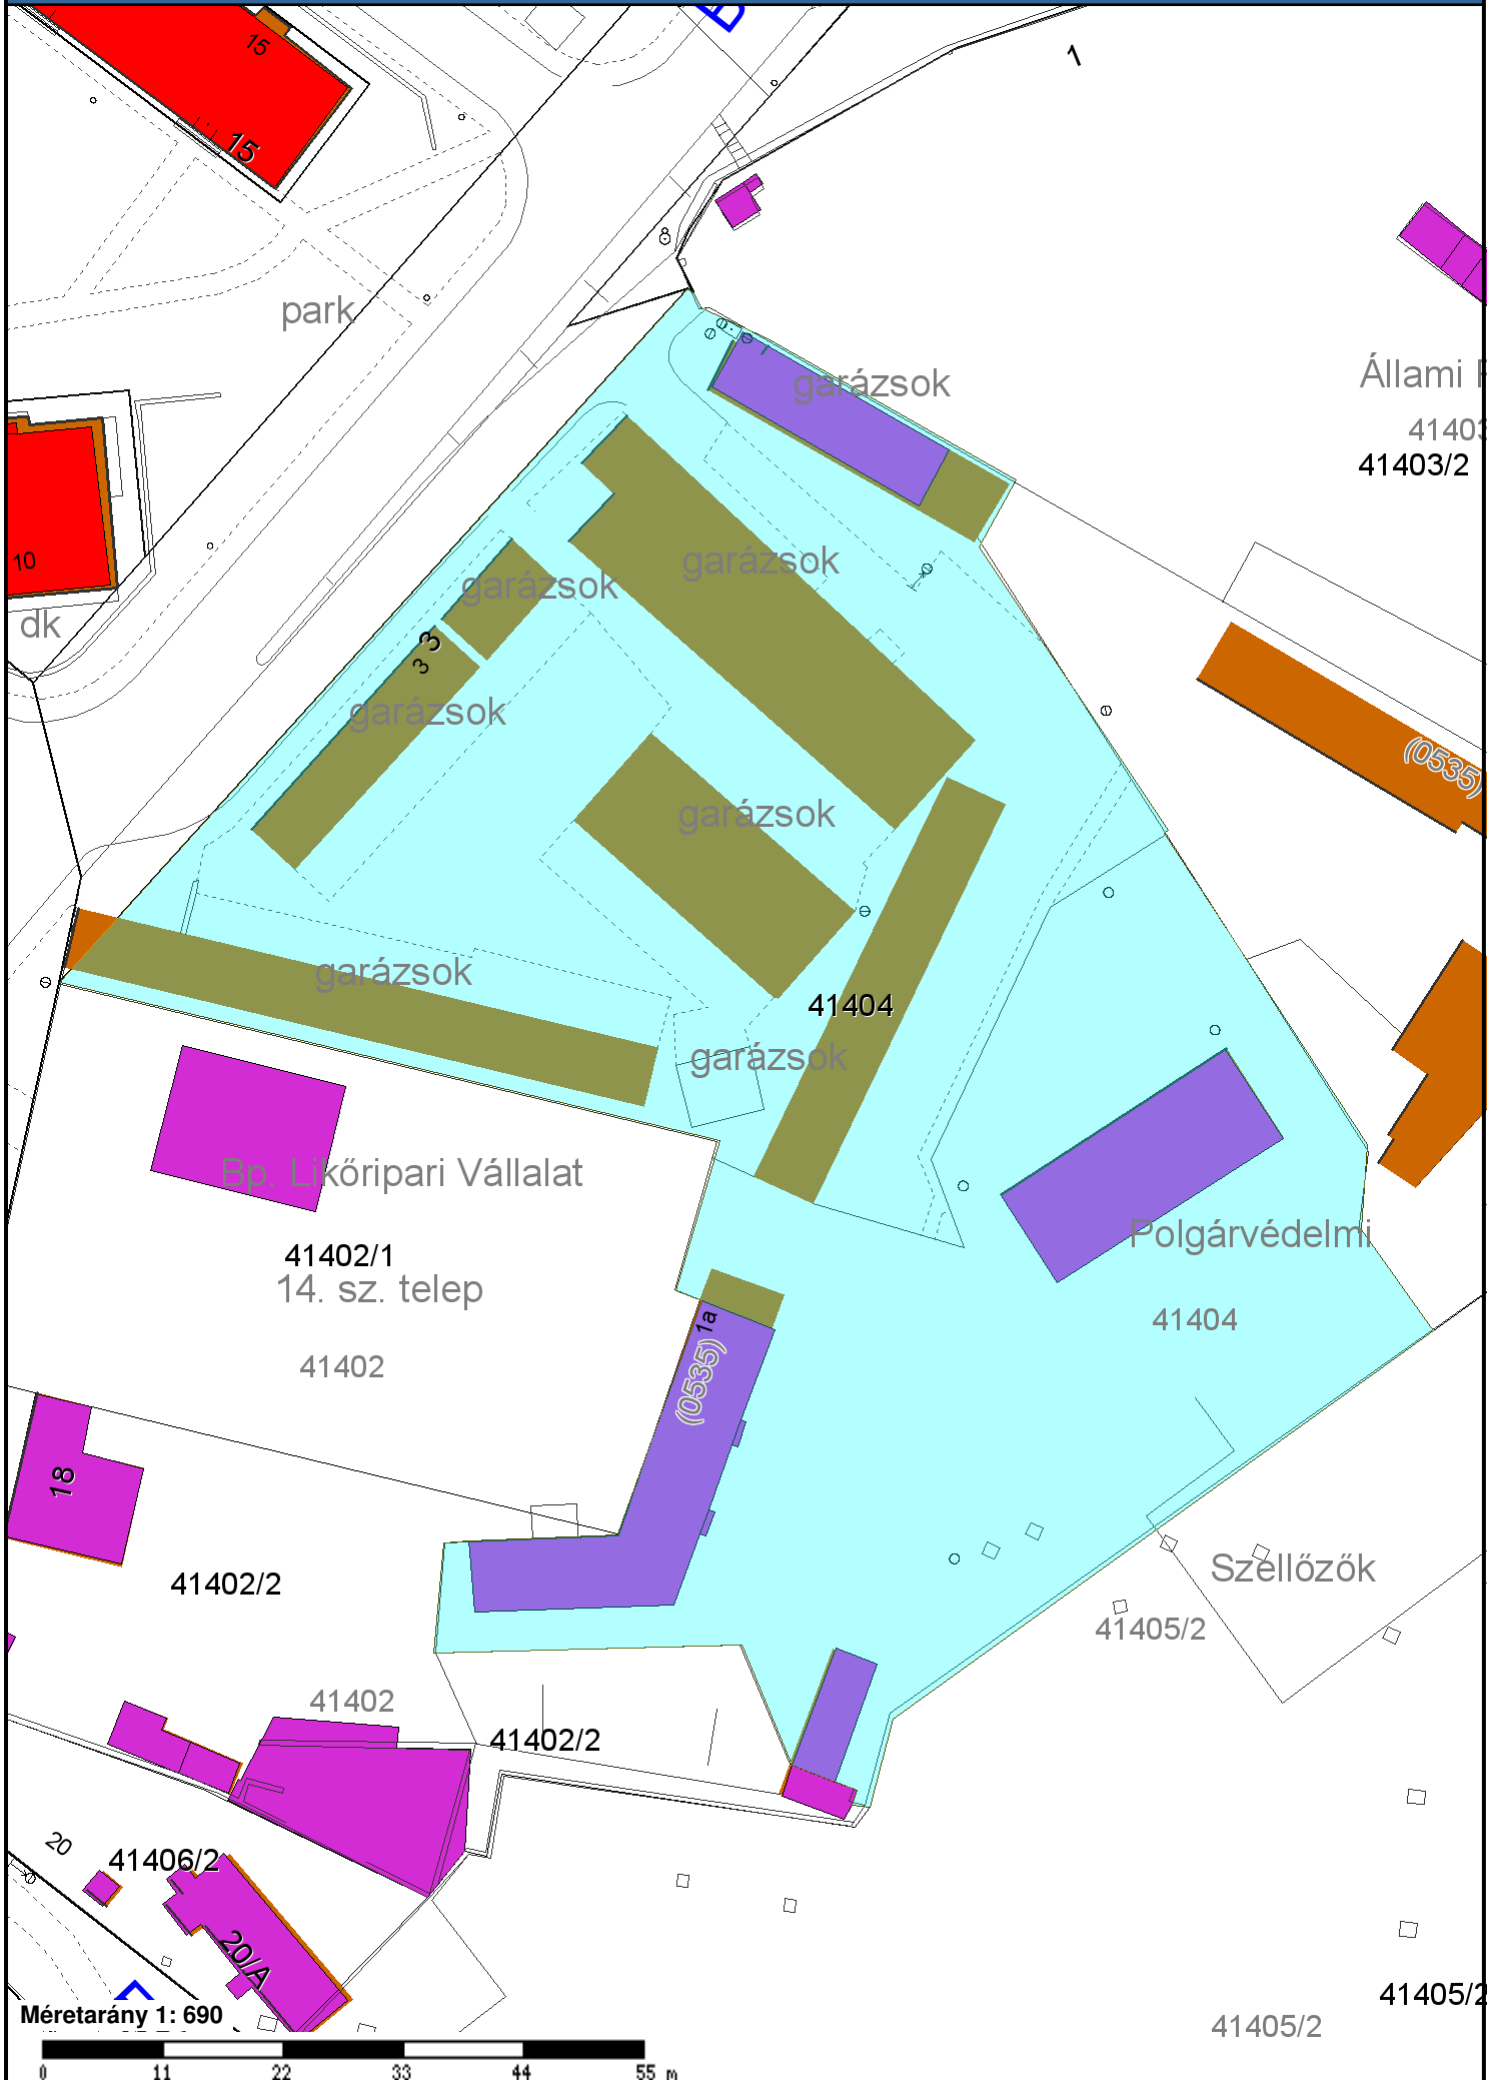 15
1
15
park
garázsok
Állami
41403
41403/2
10
garázsok
garázsok
dk
3
3
garázsok
(0535)
garázsok
garázsok
41404
garázsok
Bp. Likőripari Vállalat
Polgárvédelmi
41402/1
14. sz. telep
41404
1a
41402
(0535)
18
Szellőzők
41402/2
41405/2
41402
41402/2
20
41406/2
20/A
41405/2
Méretarány 1: 690
41405/2
0 11 22 33 44 55 m